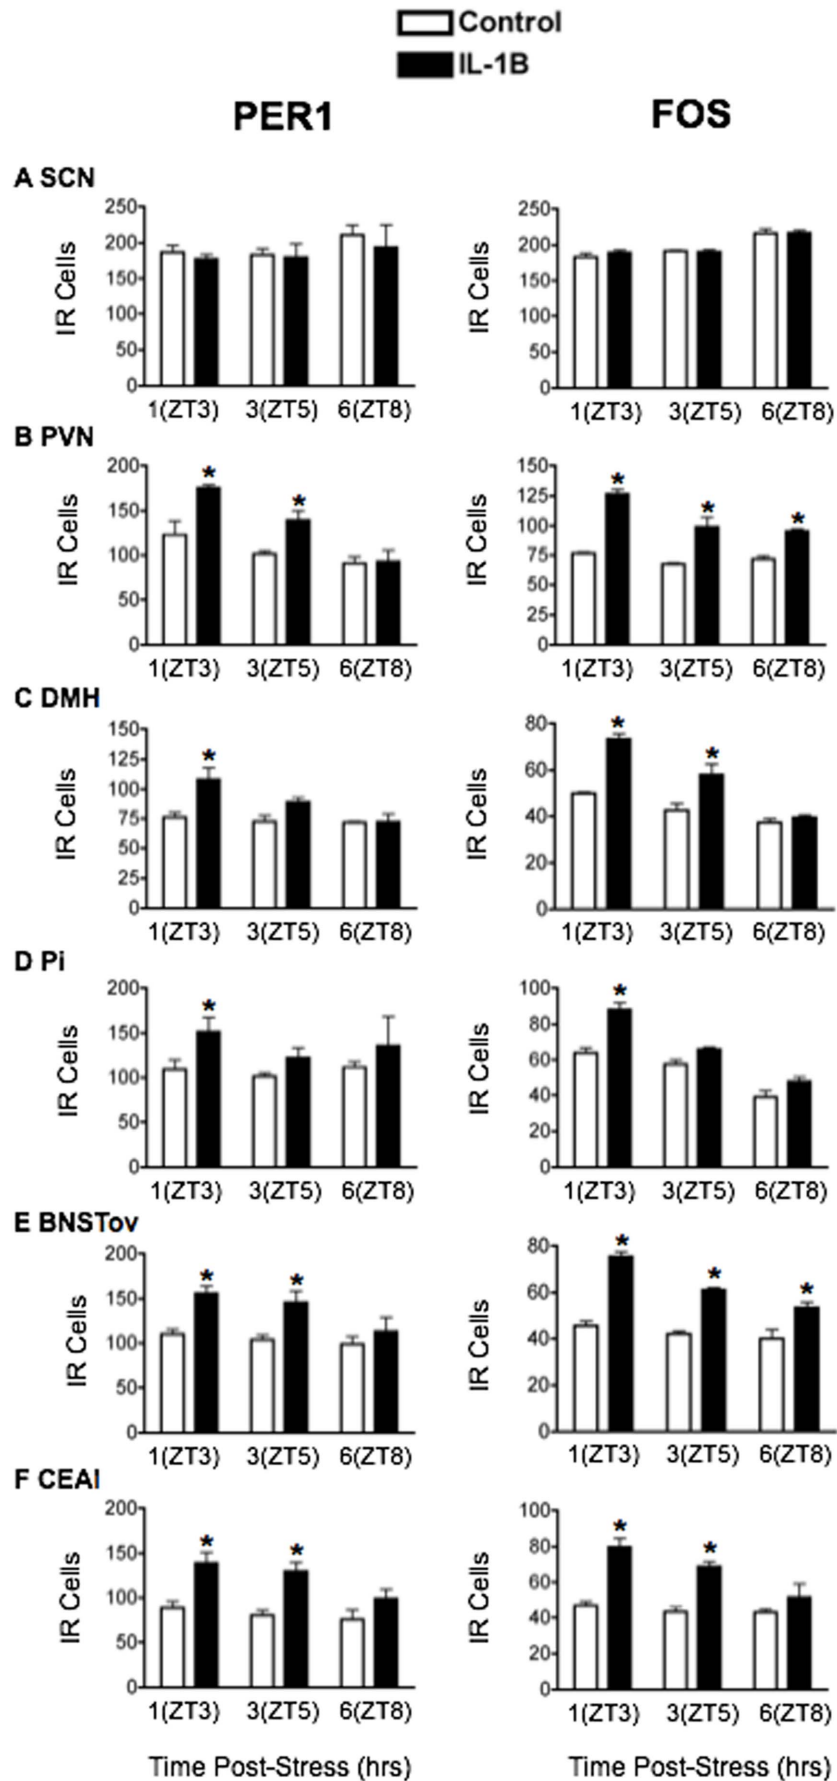 Control
IL-1B
PER1
FOS
A SCN
IR Cells
250
200
150
100
50
0
1(ZT3) 3(ZT5) 6(ZT8)
IR Cells
250
200
150
100
50
0
1(ZT3) 3(ZT5) 6(ZT8)
B PVN
IR Cells
200
150
100
50
0
*
*
1(ZT3) 3(ZT5) 6(ZT8)
IR Cells
150
125
100
75
50
25
0
*
*
*
1(ZT3) 3(ZT5) 6(ZT8)
C DMH
IR Cells
150
125
100
75
50
25
0
*
1(ZT3) 3(ZT5) 6(ZT8)
IR Cells
80
60
40
20
0
*
*
1(ZT3) 3(ZT5) 6(ZT8)
D Pi
IR Cells
200
150
100
50
0
*
1(ZT3) 3(ZT5) 6(ZT8)
IR Cells
100
80
60
40
20
0
*
1(ZT3) 3(ZT5) 6(ZT8)
E BNSTov
IR Cells
200
150
100
50
0
*
*
1(ZT3) 3(ZT5) 6(ZT8)
IR Cells
80
60
40
20
0
*
*
*
1(ZT3) 3(ZT5) 6(ZT8)
F CEAl
IR Cells
200
150
100
50
0
*
*
1(ZT3) 3(ZT5) 6(ZT8)
IR Cells
100
80
60
40
20
0
*
*
1(ZT3) 3(ZT5) 6(ZT8)
Time Post-Stress (hrs)
Time Post-Stress (hrs)